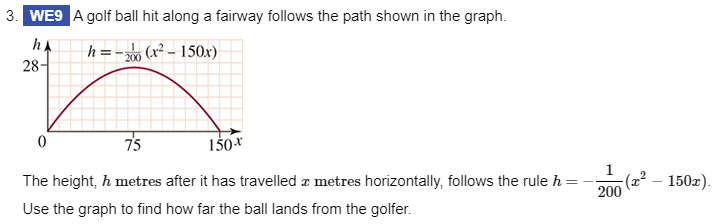 3. WE9 A golf ball hit along a fairway follows the path shown in the graph.
h
h = −1/200 (x² − 150x)
28
0
75
150 x
The height, h metres after it has travelled x metres horizontally, follows the rule h = −1/200 (x² − 150x).
Use the graph to find how far the ball lands from the golfer.